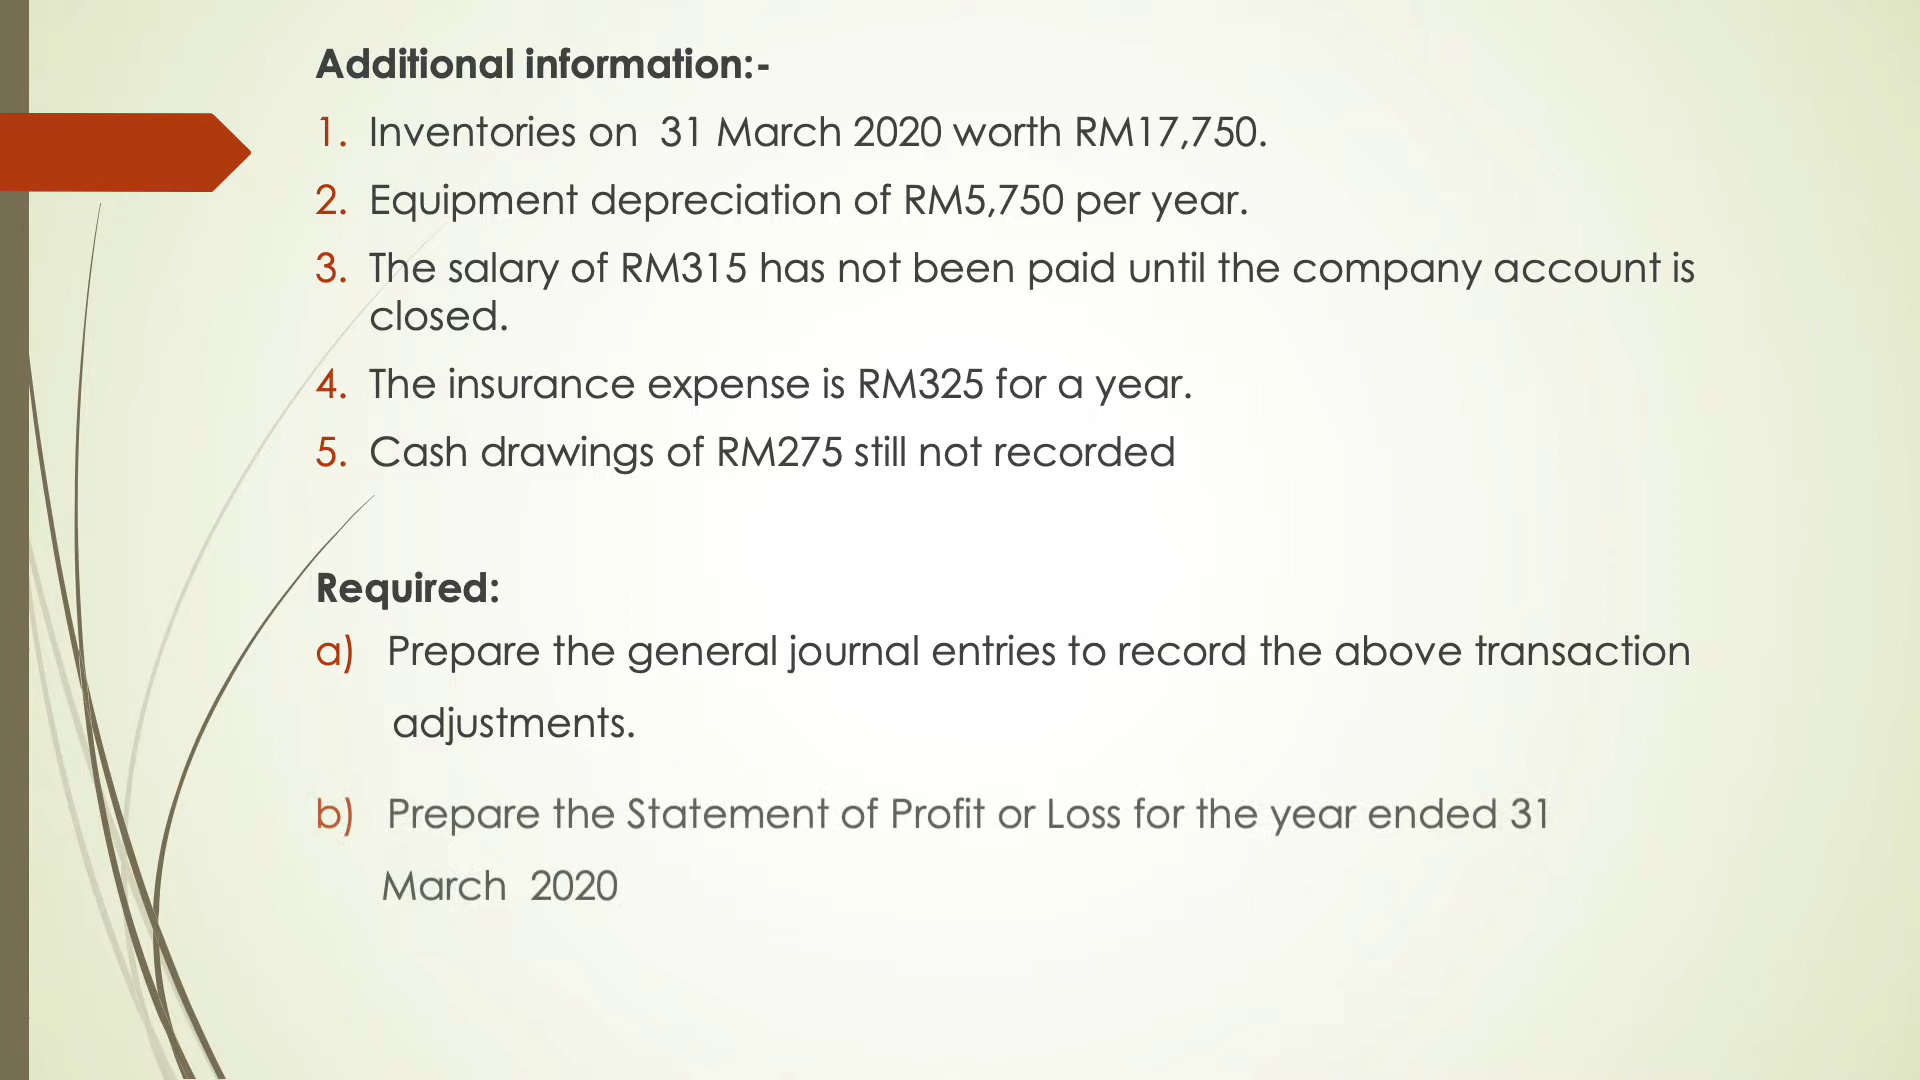 Additional information:-
1. Inventories on 31 March 2020 worth RM17,750.
2. Equipment depreciation of RM5,750 per year.
3. The salary of RM315 has not been paid until the company account is
closed.
4. The insurance expense is RM325 for a year.
5. Cash drawings of RM275 still not recorded
Required:
a) Prepare the general journal entries to record the above transaction
adjustments.
b) Prepare the Statement of Profit or Loss for the year ended 31
March 2020